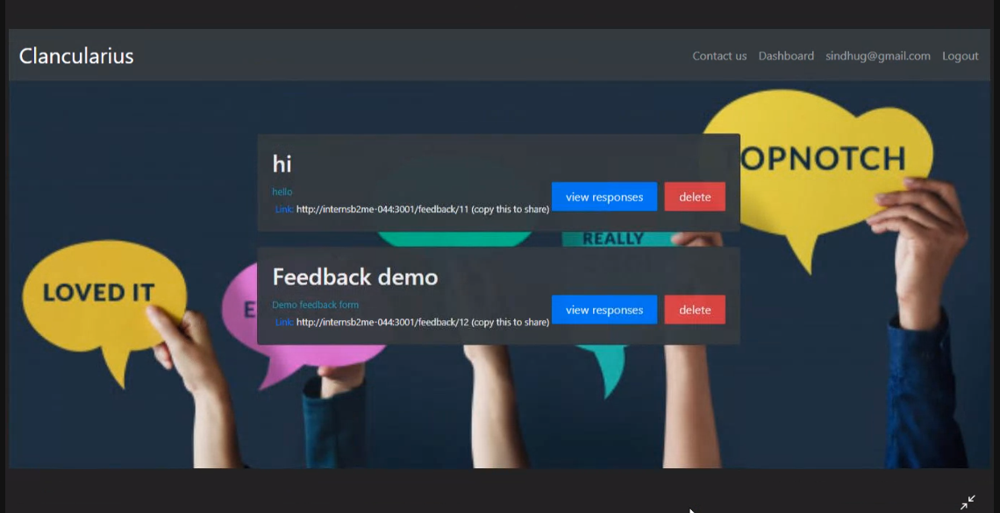 Clancularius
Contact us Dashboard sindhug@gmail.com Logout
OPNOTCH
hi
hello
Link: http://internsb2me-044:3001/feedback/11 (copy this to share)
view responses
delete
REALLY
LOVED IT
E
Feedback demo
Demo feedback form
Link: http://internsb2me-044:3001/feedback/12 (copy this to share)
view responses
delete